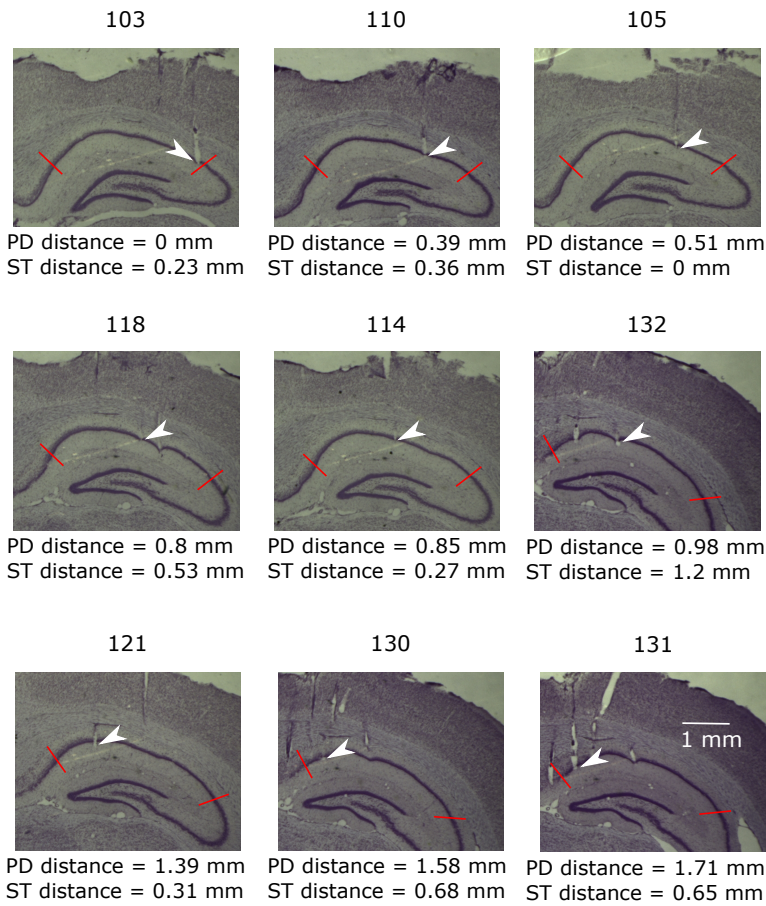 103
110
105
PD distance = 0 mm
ST distance = 0.23 mm
PD distance = 0.39 mm
ST distance = 0.36 mm
PD distance = 0.51 mm
ST distance = 0 mm
118
114
132
PD distance = 0.8 mm
ST distance = 0.53 mm
PD distance = 0.85 mm
ST distance = 0.27 mm
PD distance = 0.98 mm
ST distance = 1.2 mm
121
130
131
1 mm
PD distance = 1.39 mm
ST distance = 0.31 mm
PD distance = 1.58 mm
ST distance = 0.68 mm
PD distance = 1.71 mm
ST distance = 0.65 mm